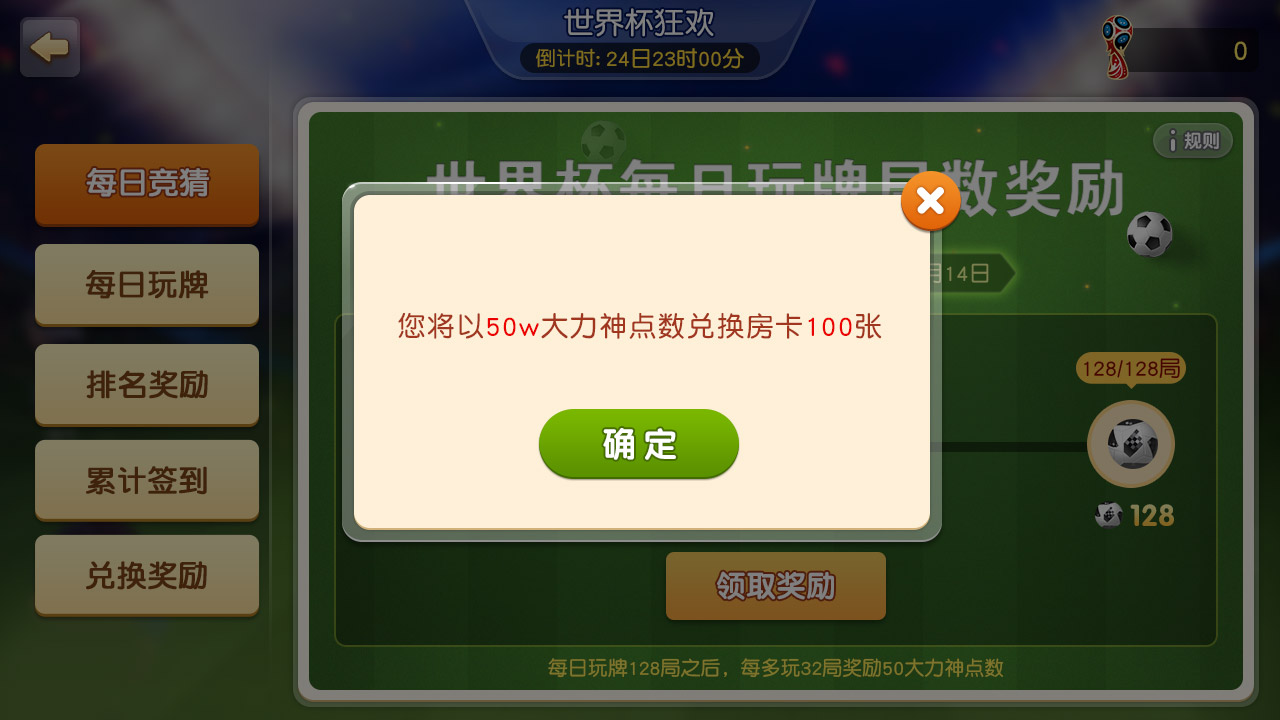 世界杯狂欢
倒计时: 24日23时00分
0
规则
世界杯每日玩牌局数奖励
月14日
每日竞猜
每日玩牌
排名奖励
累计签到
兑换奖励
您将以50w大力神点数兑换房卡100张
确定
128/128局
128
领取奖励
每日玩牌128局之后，每多玩32局奖励50大力神点数